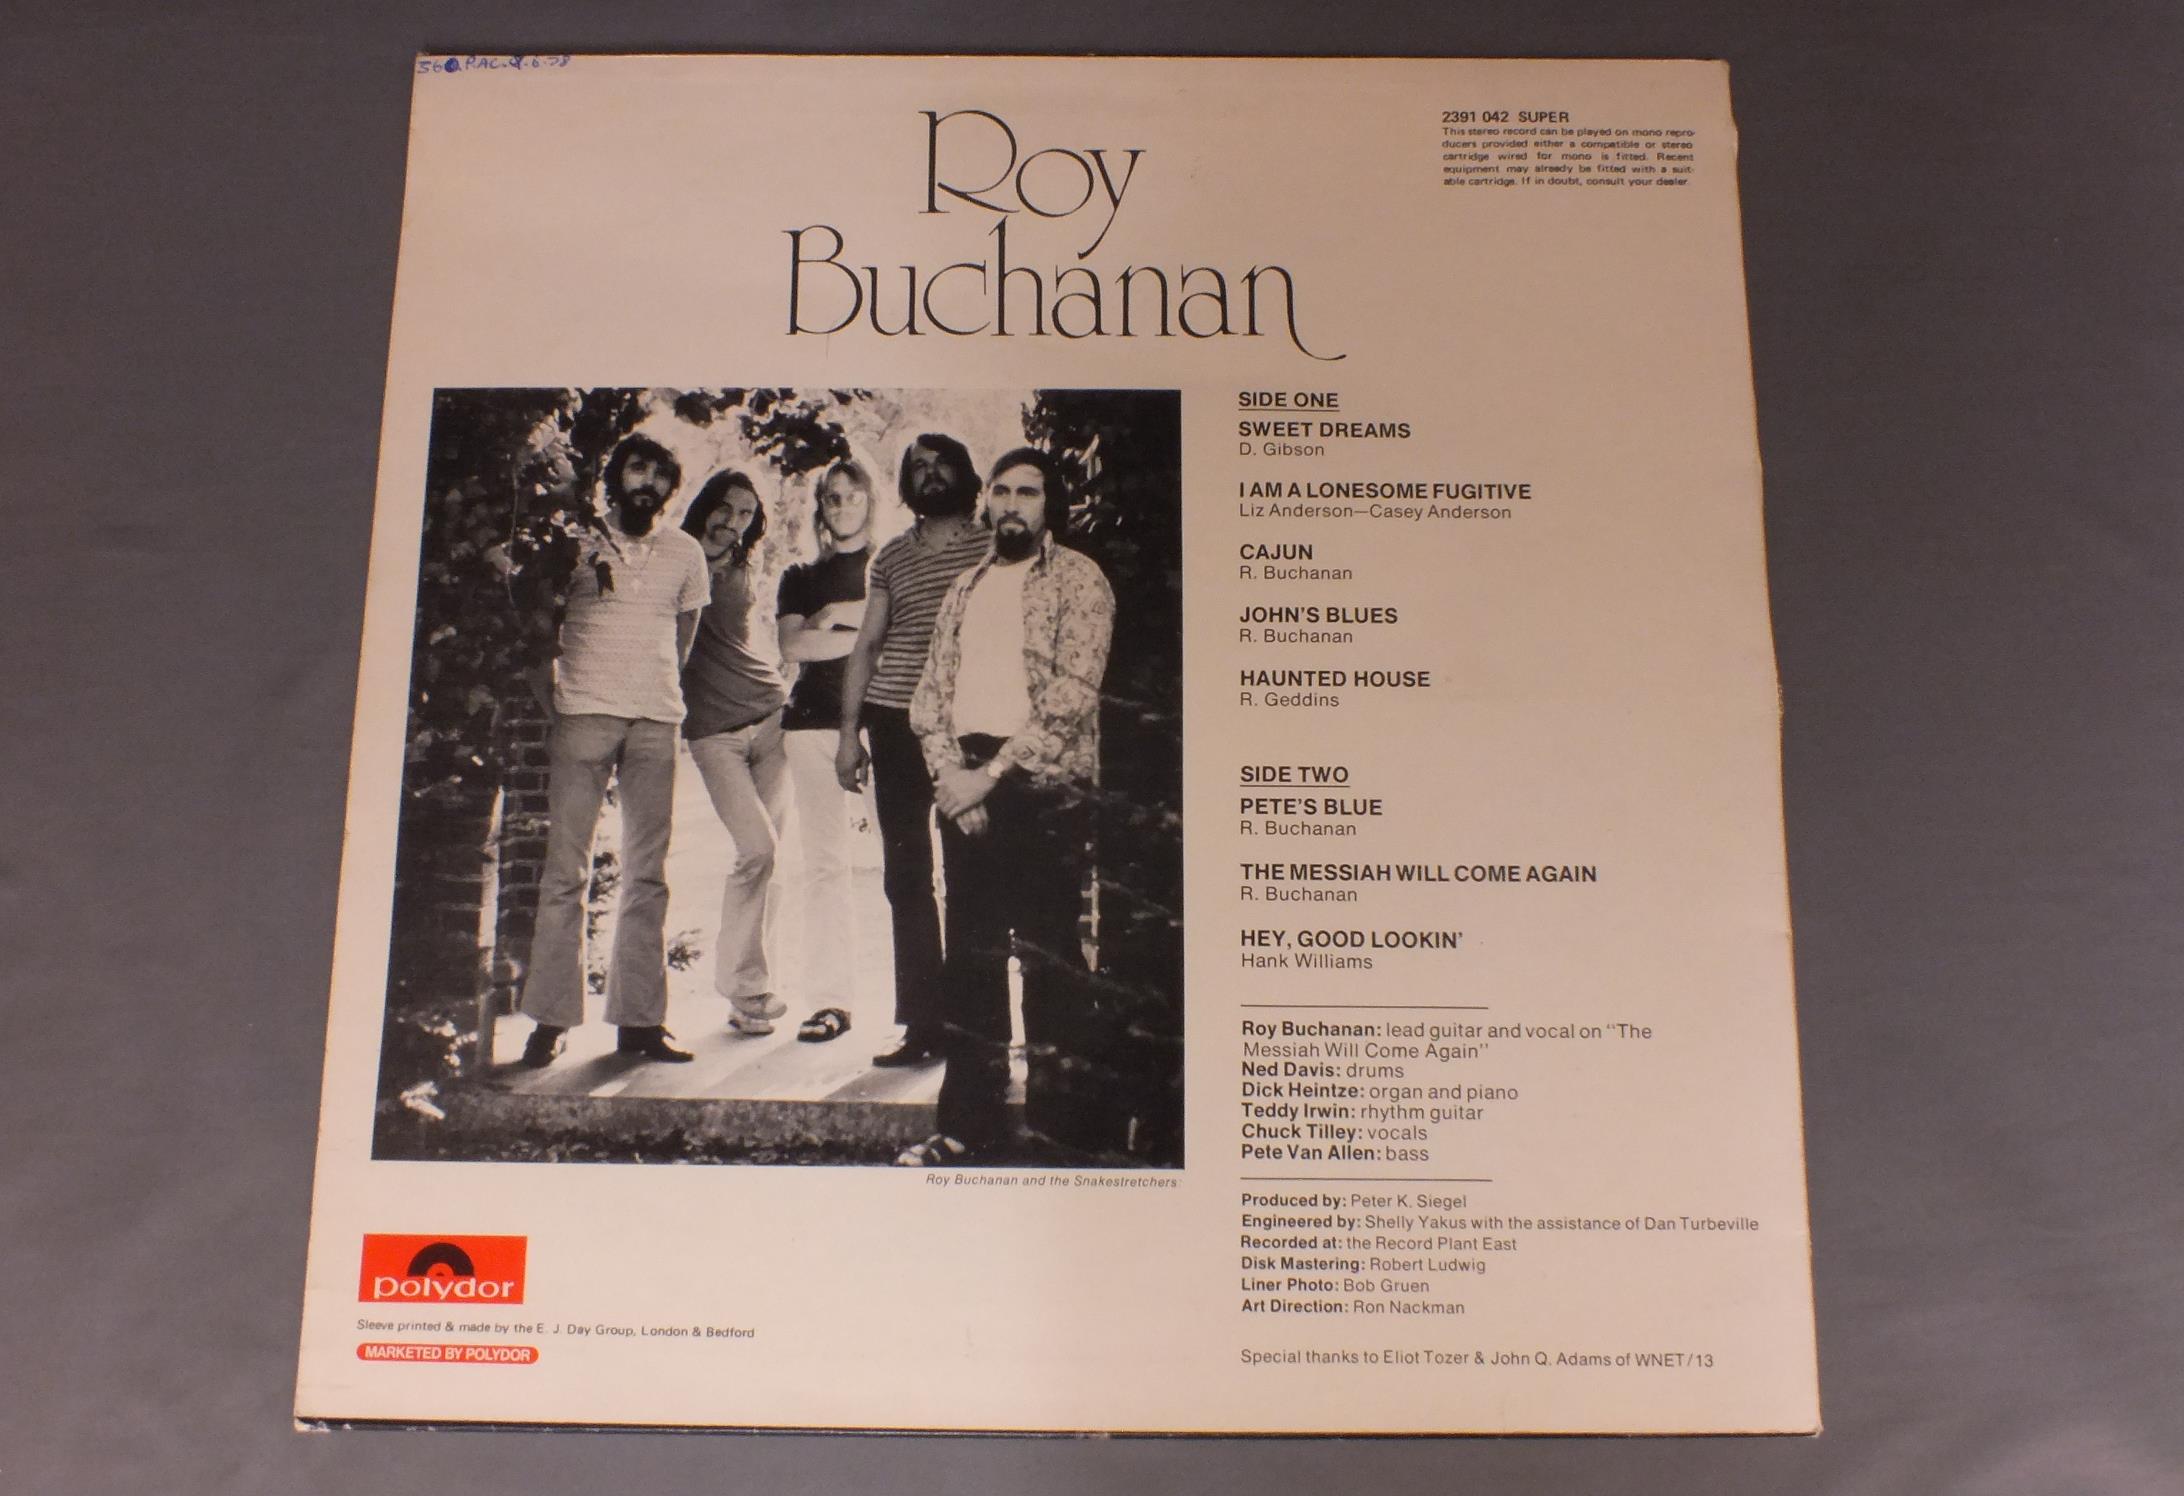 Roy
Buchanan
2391 042 SUPER
This stereo record can be played on mono repro-
ducers provided either a compatible or stereo
cartridge wired for mono is fitted. Recent
equipment may already be fitted with a suit-
able cartridge. If in doubt, consult your dealer.
SIDE ONE
SWEET DREAMS
D. Gibson
I AM A LONESOME FUGITIVE
Liz Anderson—Casey Anderson
CAJUN
R. Buchanan
JOHN'S BLUES
R. Buchanan
HAUNTED HOUSE
R. Geddins
SIDE TWO
PETE'S BLUE
R. Buchanan
THE MESSIAH WILL COME AGAIN
R. Buchanan
HEY, GOOD LOOKIN'
Hank Williams
Roy Buchanan: lead guitar and vocal on "The
Messiah Will Come Again"
Ned Davis: drums
Dick Heintze: organ and piano
Teddy Irwin: rhythm guitar
Chuck Tilley: vocals
Pete Van Allen: bass
Produced by: Peter K. Siegel
Engineered by: Shelly Yakus with the assistance of Dan Turbeville
Recorded at: the Record Plant East
Disk Mastering: Robert Ludwig
Liner Photo: Bob Gruen
Art Direction: Ron Nackman
Special thanks to Eliot Tozer & John Q. Adams of WNET/13
Roy Buchanan and the Snakestretchers.
polydor
Sleeve printed & made by the E. J. Day Group, London & Bedford
MARKETED BY POLYDOR